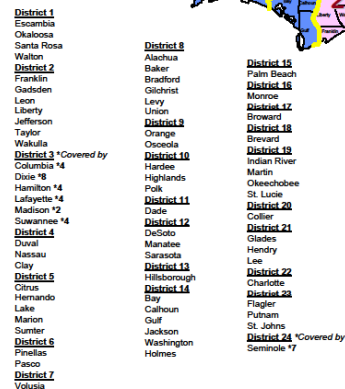 District 1
Escambia
Okaloosa
Santa Rosa
Walton
District 2
Franklin
Gadsden
Leon
Liberty
Jefferson
Taylor
Wakulla
District 3 *Covered by
Columbia *4
Dixie *8
Hamilton *4
Lafayette *4
Madison *2
Suwannee *4
District 4
Duval
Nassau
Clay
District 5
Citrus
Hernando
Lake
Marion
Sumter
District 6
Pinellas
Pasco
District 7
Volusia
District 8
Alachua
Baker
Bradford
Gilchrist
Levy
Union
District 9
Orange
Osceola
District 10
Hardee
Highlands
Polk
District 11
Dade
District 12
DeSoto
Manatee
Sarasota
District 13
Hillsborough
District 14
Bay
Calhoun
Gulf
Jackson
Washington
Holmes
District 15
Palm Beach
District 16
Monroe
District 17
Broward
District 18
Brevard
District 19
Indian River
Martin
Okeechobee
St. Lucie
District 20
Collier
District 21
Glades
Hendry
Lee
District 22
Charlotte
District 23
Flagler
Putnam
St. Johns
District 24 *Covered by
Seminole *7
Calhoun
Liberty
Gulf
Franklin